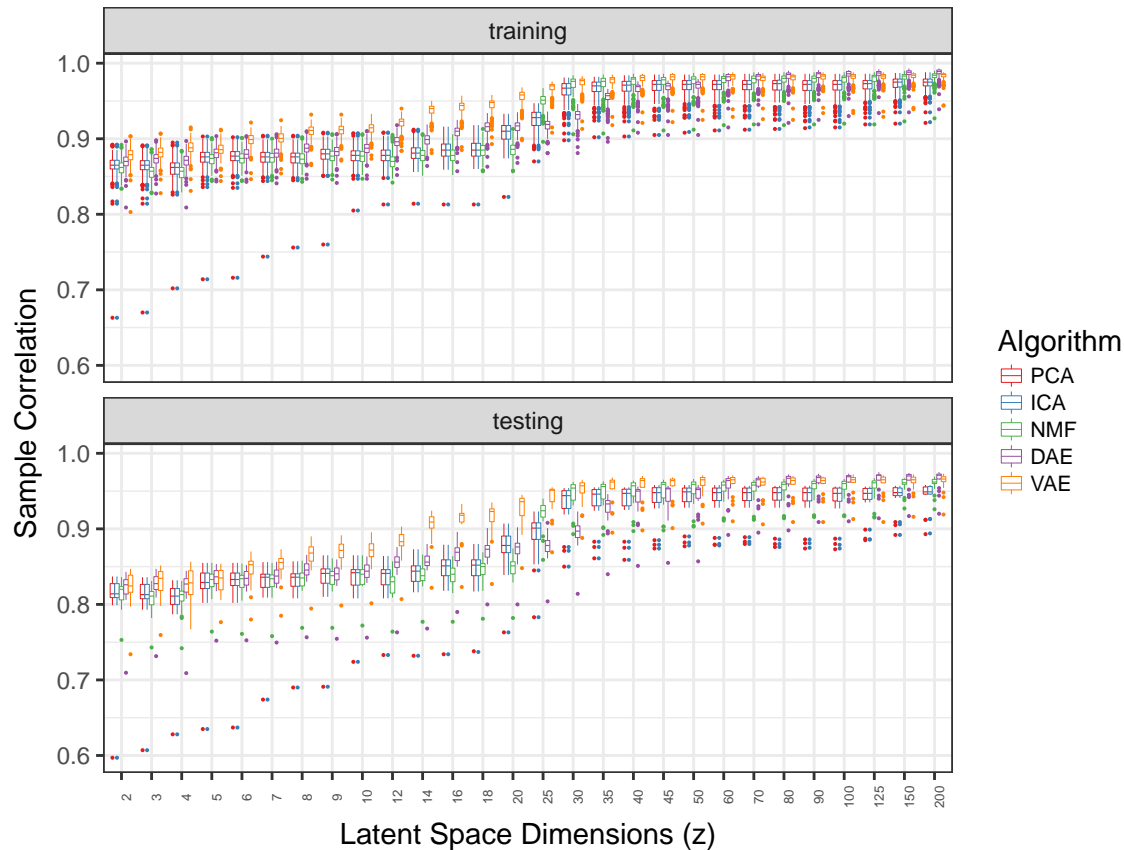 training
1.0
0.9
0.8
0.7
0.6
testing
1.0
0.9
0.8
0.7
0.6
Sample Correlation
2 3 4 5 6 7 8 9 10 12 14 16 18 20 25 30 35 40 45 50 60 70 80 90 100 125 150 200
Latent Space Dimensions (z)
Algorithm
PCA
ICA
NMF
DAE
VAE